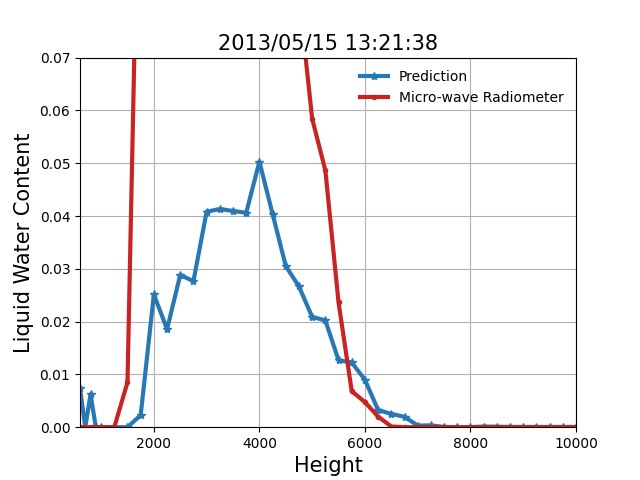 2013/05/15 13:21:38
Prediction
Micro-wave Radiometer
Liquid Water Content
0.07
0.06
0.05
0.04
0.03
0.02
0.01
0.00
2000 4000 6000 8000 10000
Height